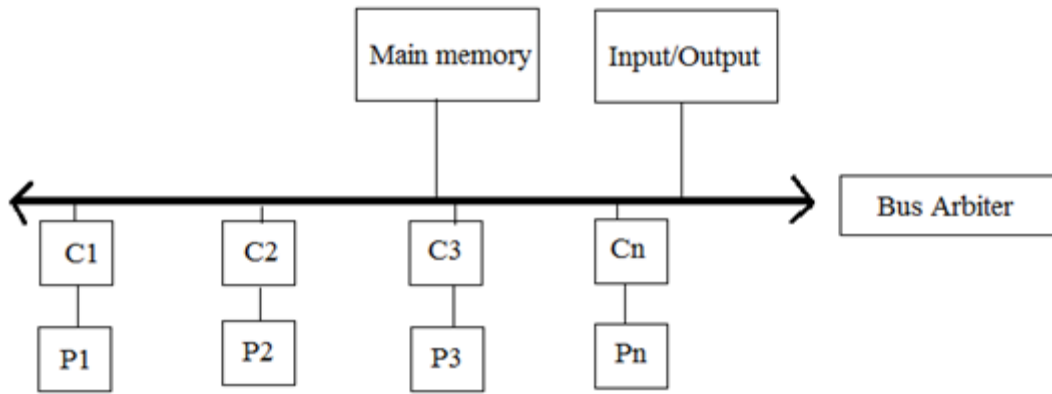 Main memory
Input/Output
Bus Arbiter
C1
C2
C3
Cn
P1
P2
P3
Pn